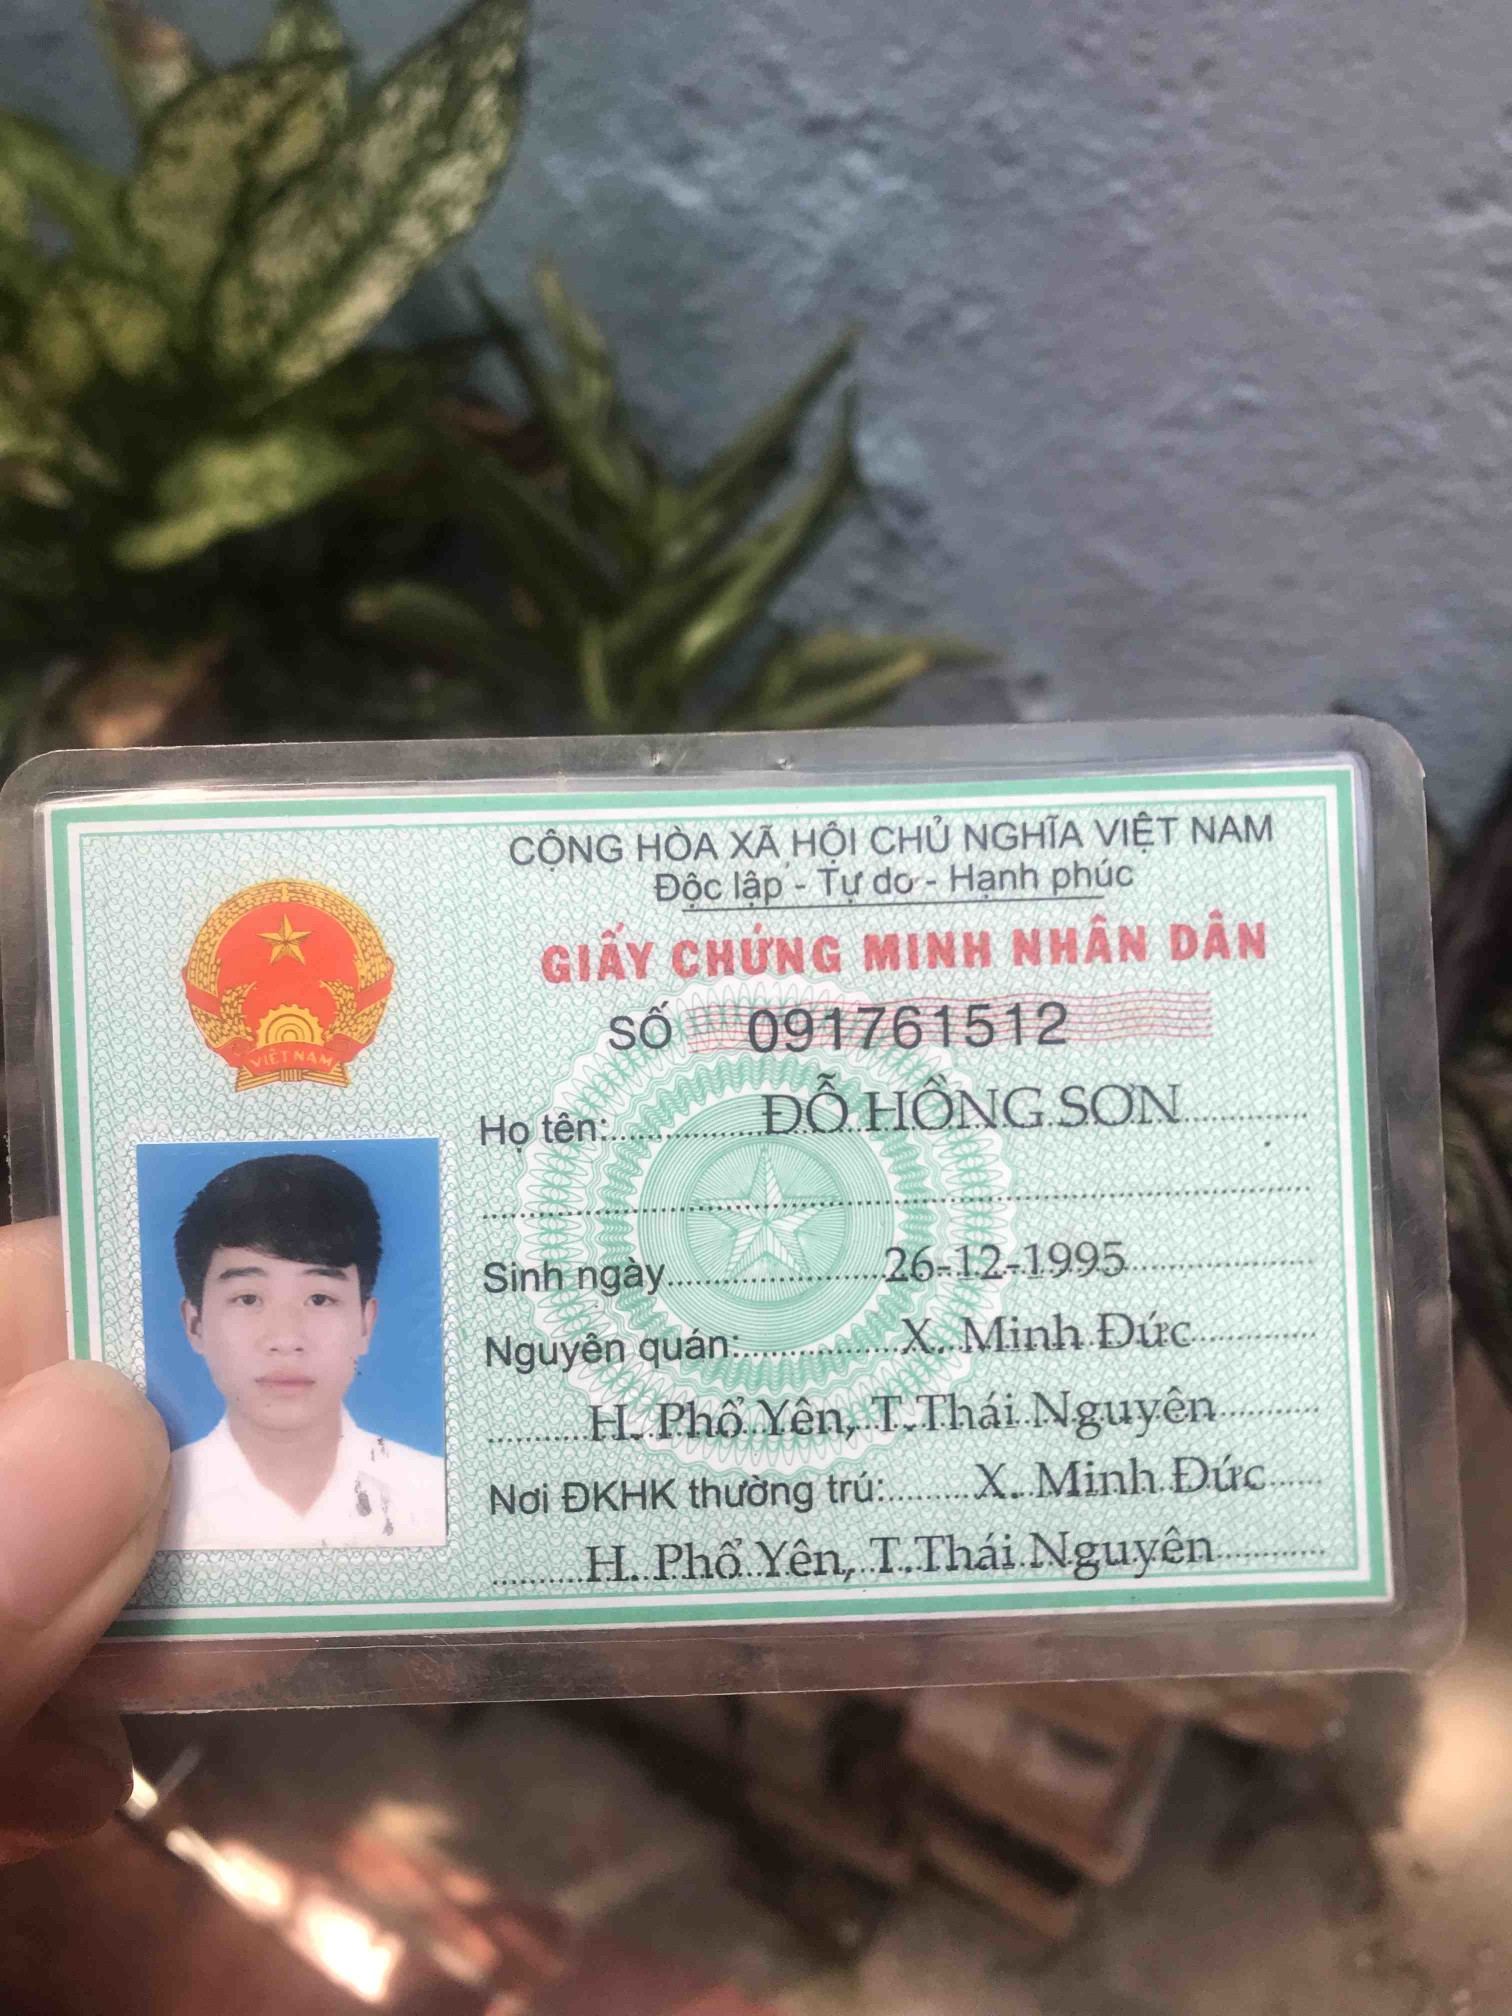 CỘNG HÒA XÃ HỘI CHỦ NGHĨA VIỆT NAM
Độc lập - Tự do - Hạnh phúc
GIẤY CHỨNG MINH NHÂN DÂN
SỐ 091761512
VIỆT NAM
Họ tên: ĐỖ HỒNG SƠN
Sinh ngày 26-12-1995
Nguyên quán: X. Minh Đức
H. Phổ Yên, T.Thái Nguyên
Nơi ĐKHK thường trú: X. Minh Đức
H. Phổ Yên, T.Thái Nguyên